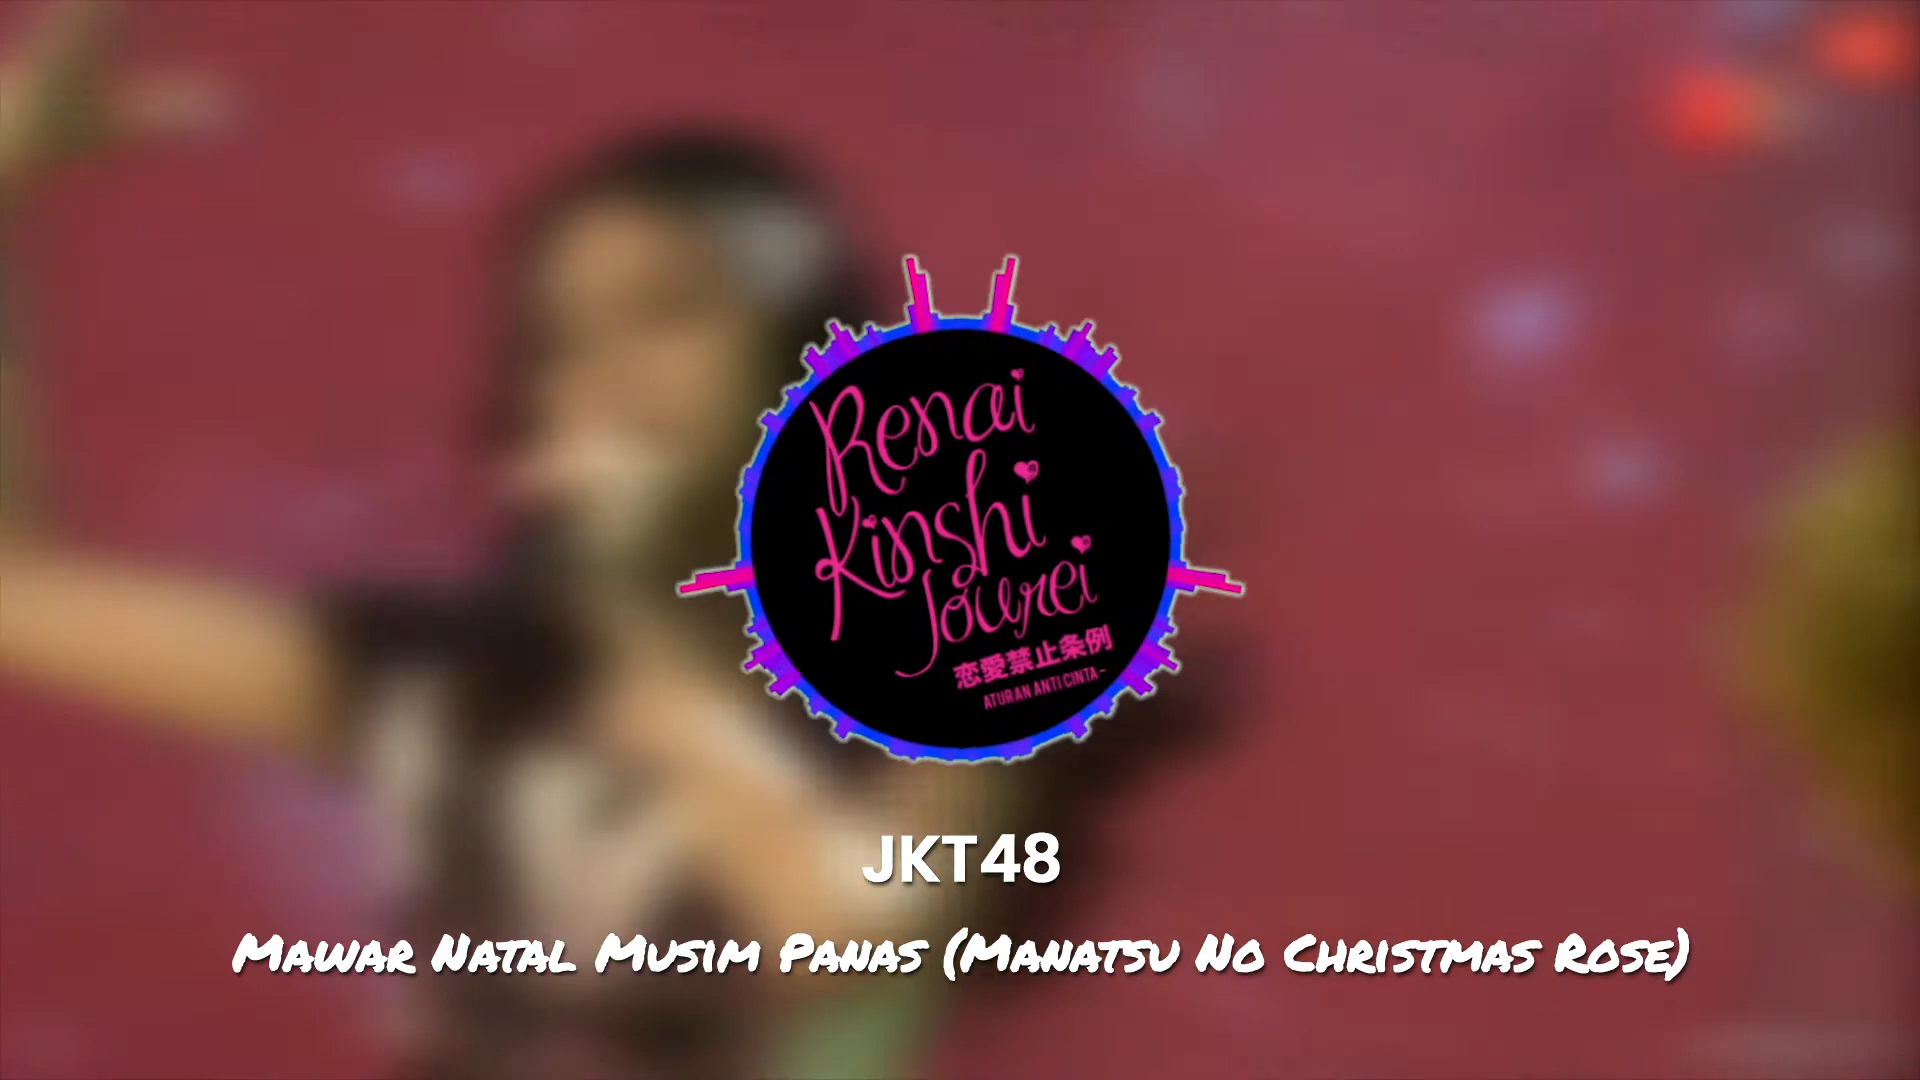 Renai
Kinshi
Jourei
恋愛禁止条例
ATURAN ANTI CINTA~
JKT48
Mawar Natal Musim Panas (Manatsu No Christmas Rose)